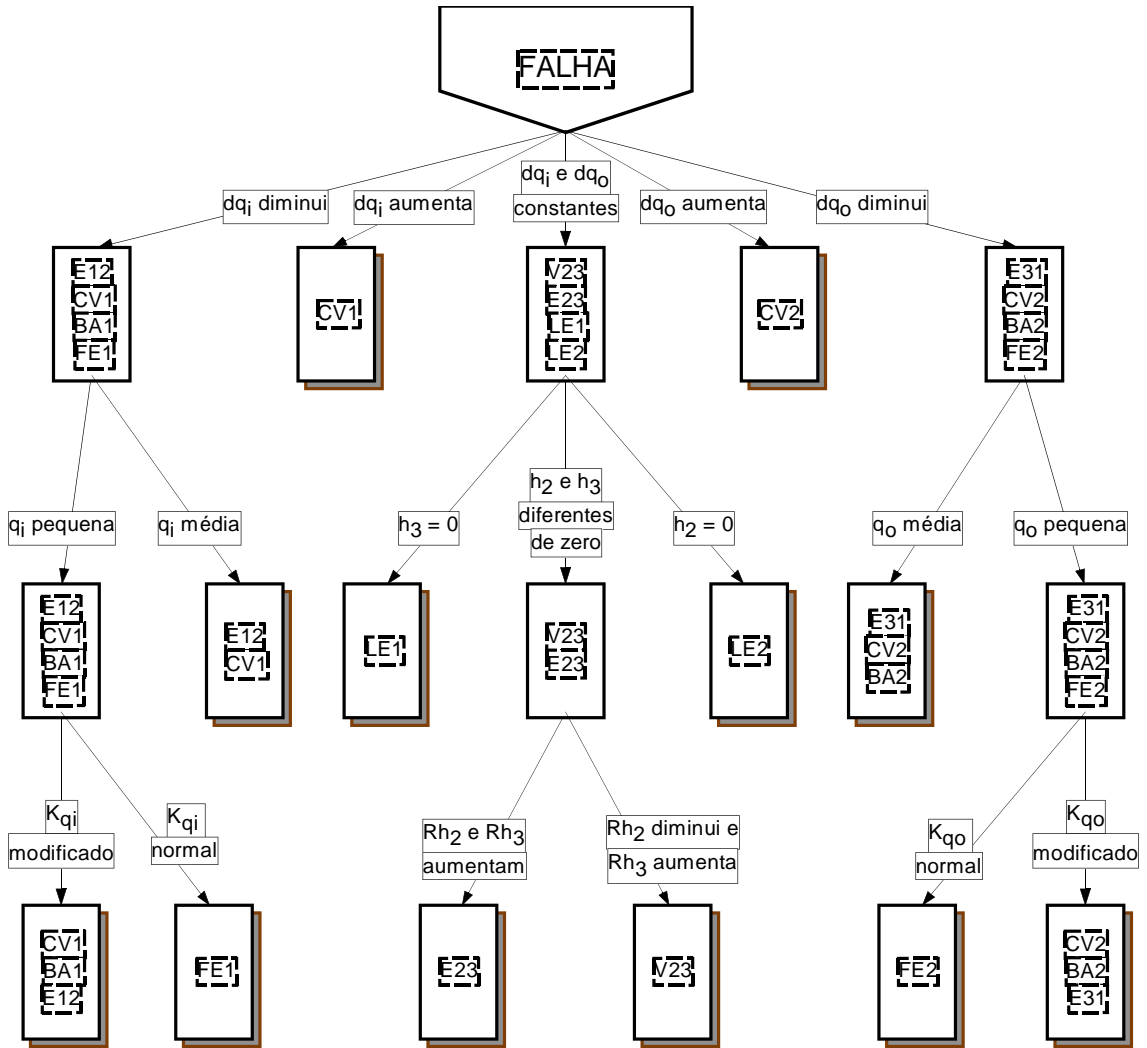 FALHA
dqi diminui
dqi aumenta
dqi e dqo
constantes
dqo aumenta
dqo diminui
E12
CV1
BA1
FE1
CV1
V23
E23
LE1
LE2
CV2
E31
CV2
BA2
FE2
qi pequena
qi média
h3 = 0
h2 e h3
diferentes
de zero
h2 = 0
qo média
qo pequena
E12
CV1
BA1
FE1
E12
CV1
LE1
V23
E23
LE2
E31
CV2
BA2
E31
CV2
BA2
FE2
Kqi
modificado
Kqi
normal
Rh2 e Rh3
aumentam
Rh2 diminui e
Rh3 aumenta
Kqo
normal
Kqo
modificado
CV1
BA1
E12
FE1
E23
V23
FE2
CV2
BA2
E31